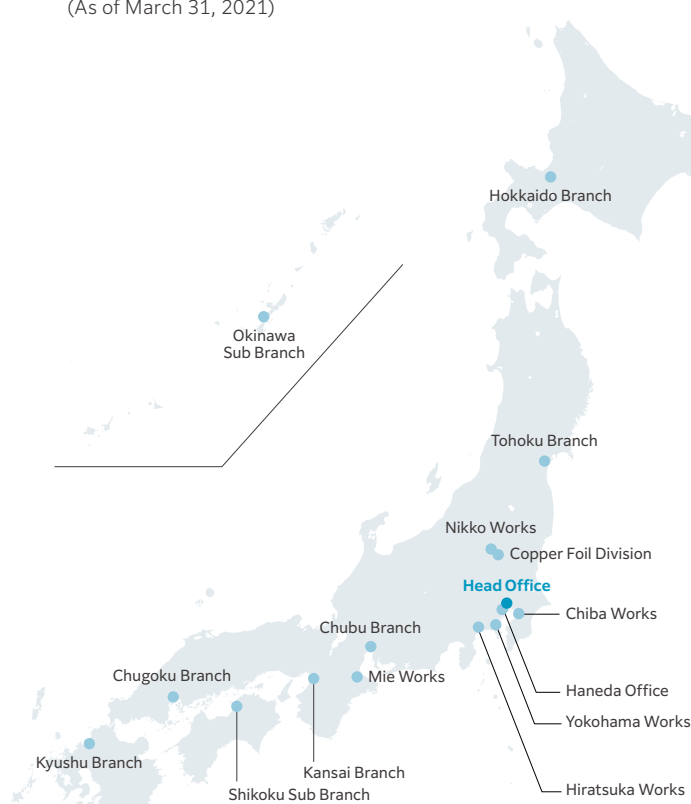 (As of March 31, 2021)
Hokkaido Branch
Okinawa
Sub Branch
Tohoku Branch
Nikko Works
Copper Foil Division
Head Office
Chiba Works
Chubu Branch
Chugoku Branch
Mie Works
Haneda Office
Yokohama Works
Kyushu Branch
Kansai Branch
Shikoku Sub Branch
Hiratsuka Works